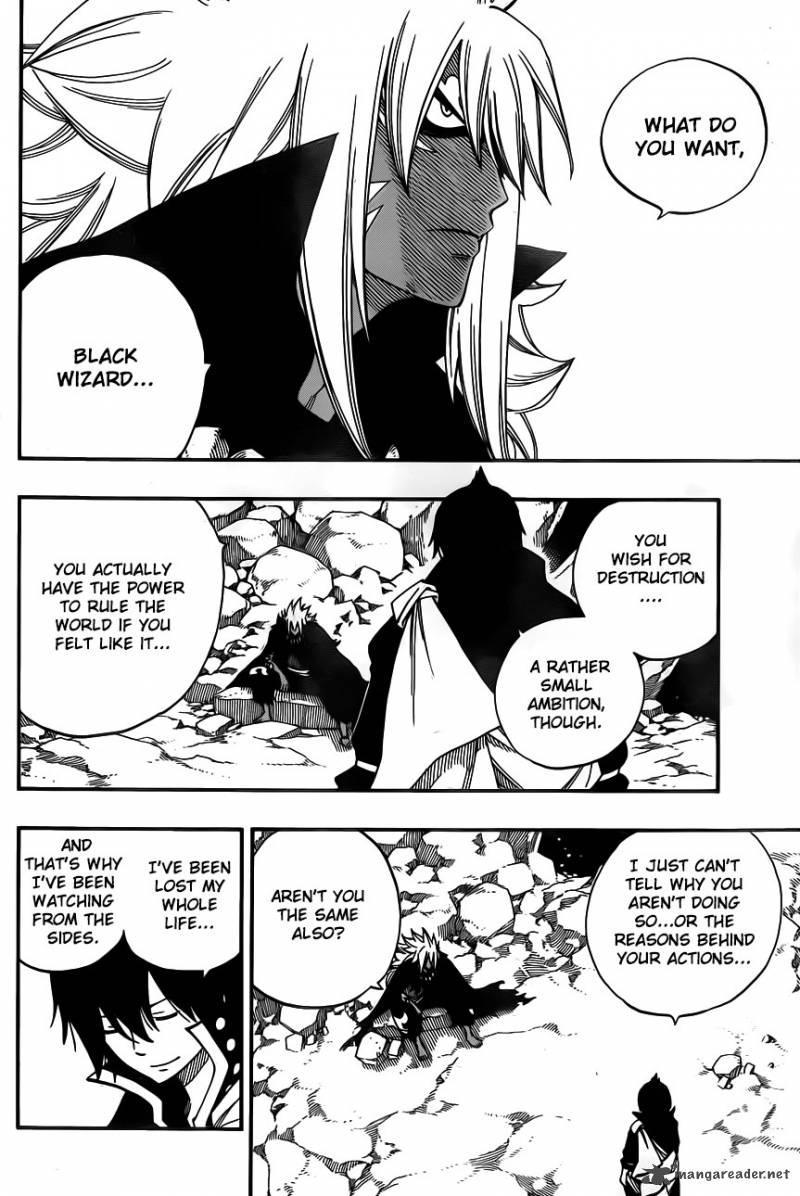 WHAT DO
YOU WANT,
BLACK
WIZARD...
YOU
WISH FOR
DESTRUCTION
....
A RATHER
SMALL
AMBITION,
THOUGH.
YOU ACTUALLY
HAVE THE POWER
TO RULE THE
WORLD IF YOU
FELT LIKE IT...
I JUST CAN'T
TELL WHY YOU
AREN'T DOING
SO...OR THE
REASONS BEHIND
YOUR ACTIONS...
AREN'T YOU
THE SAME
ALSO?
I'VE BEEN
LOST MY
WHOLE
LIFE...
AND
THAT'S WHY
I'VE BEEN
WATCHING
FROM THE
SIDES.
mangareader.net